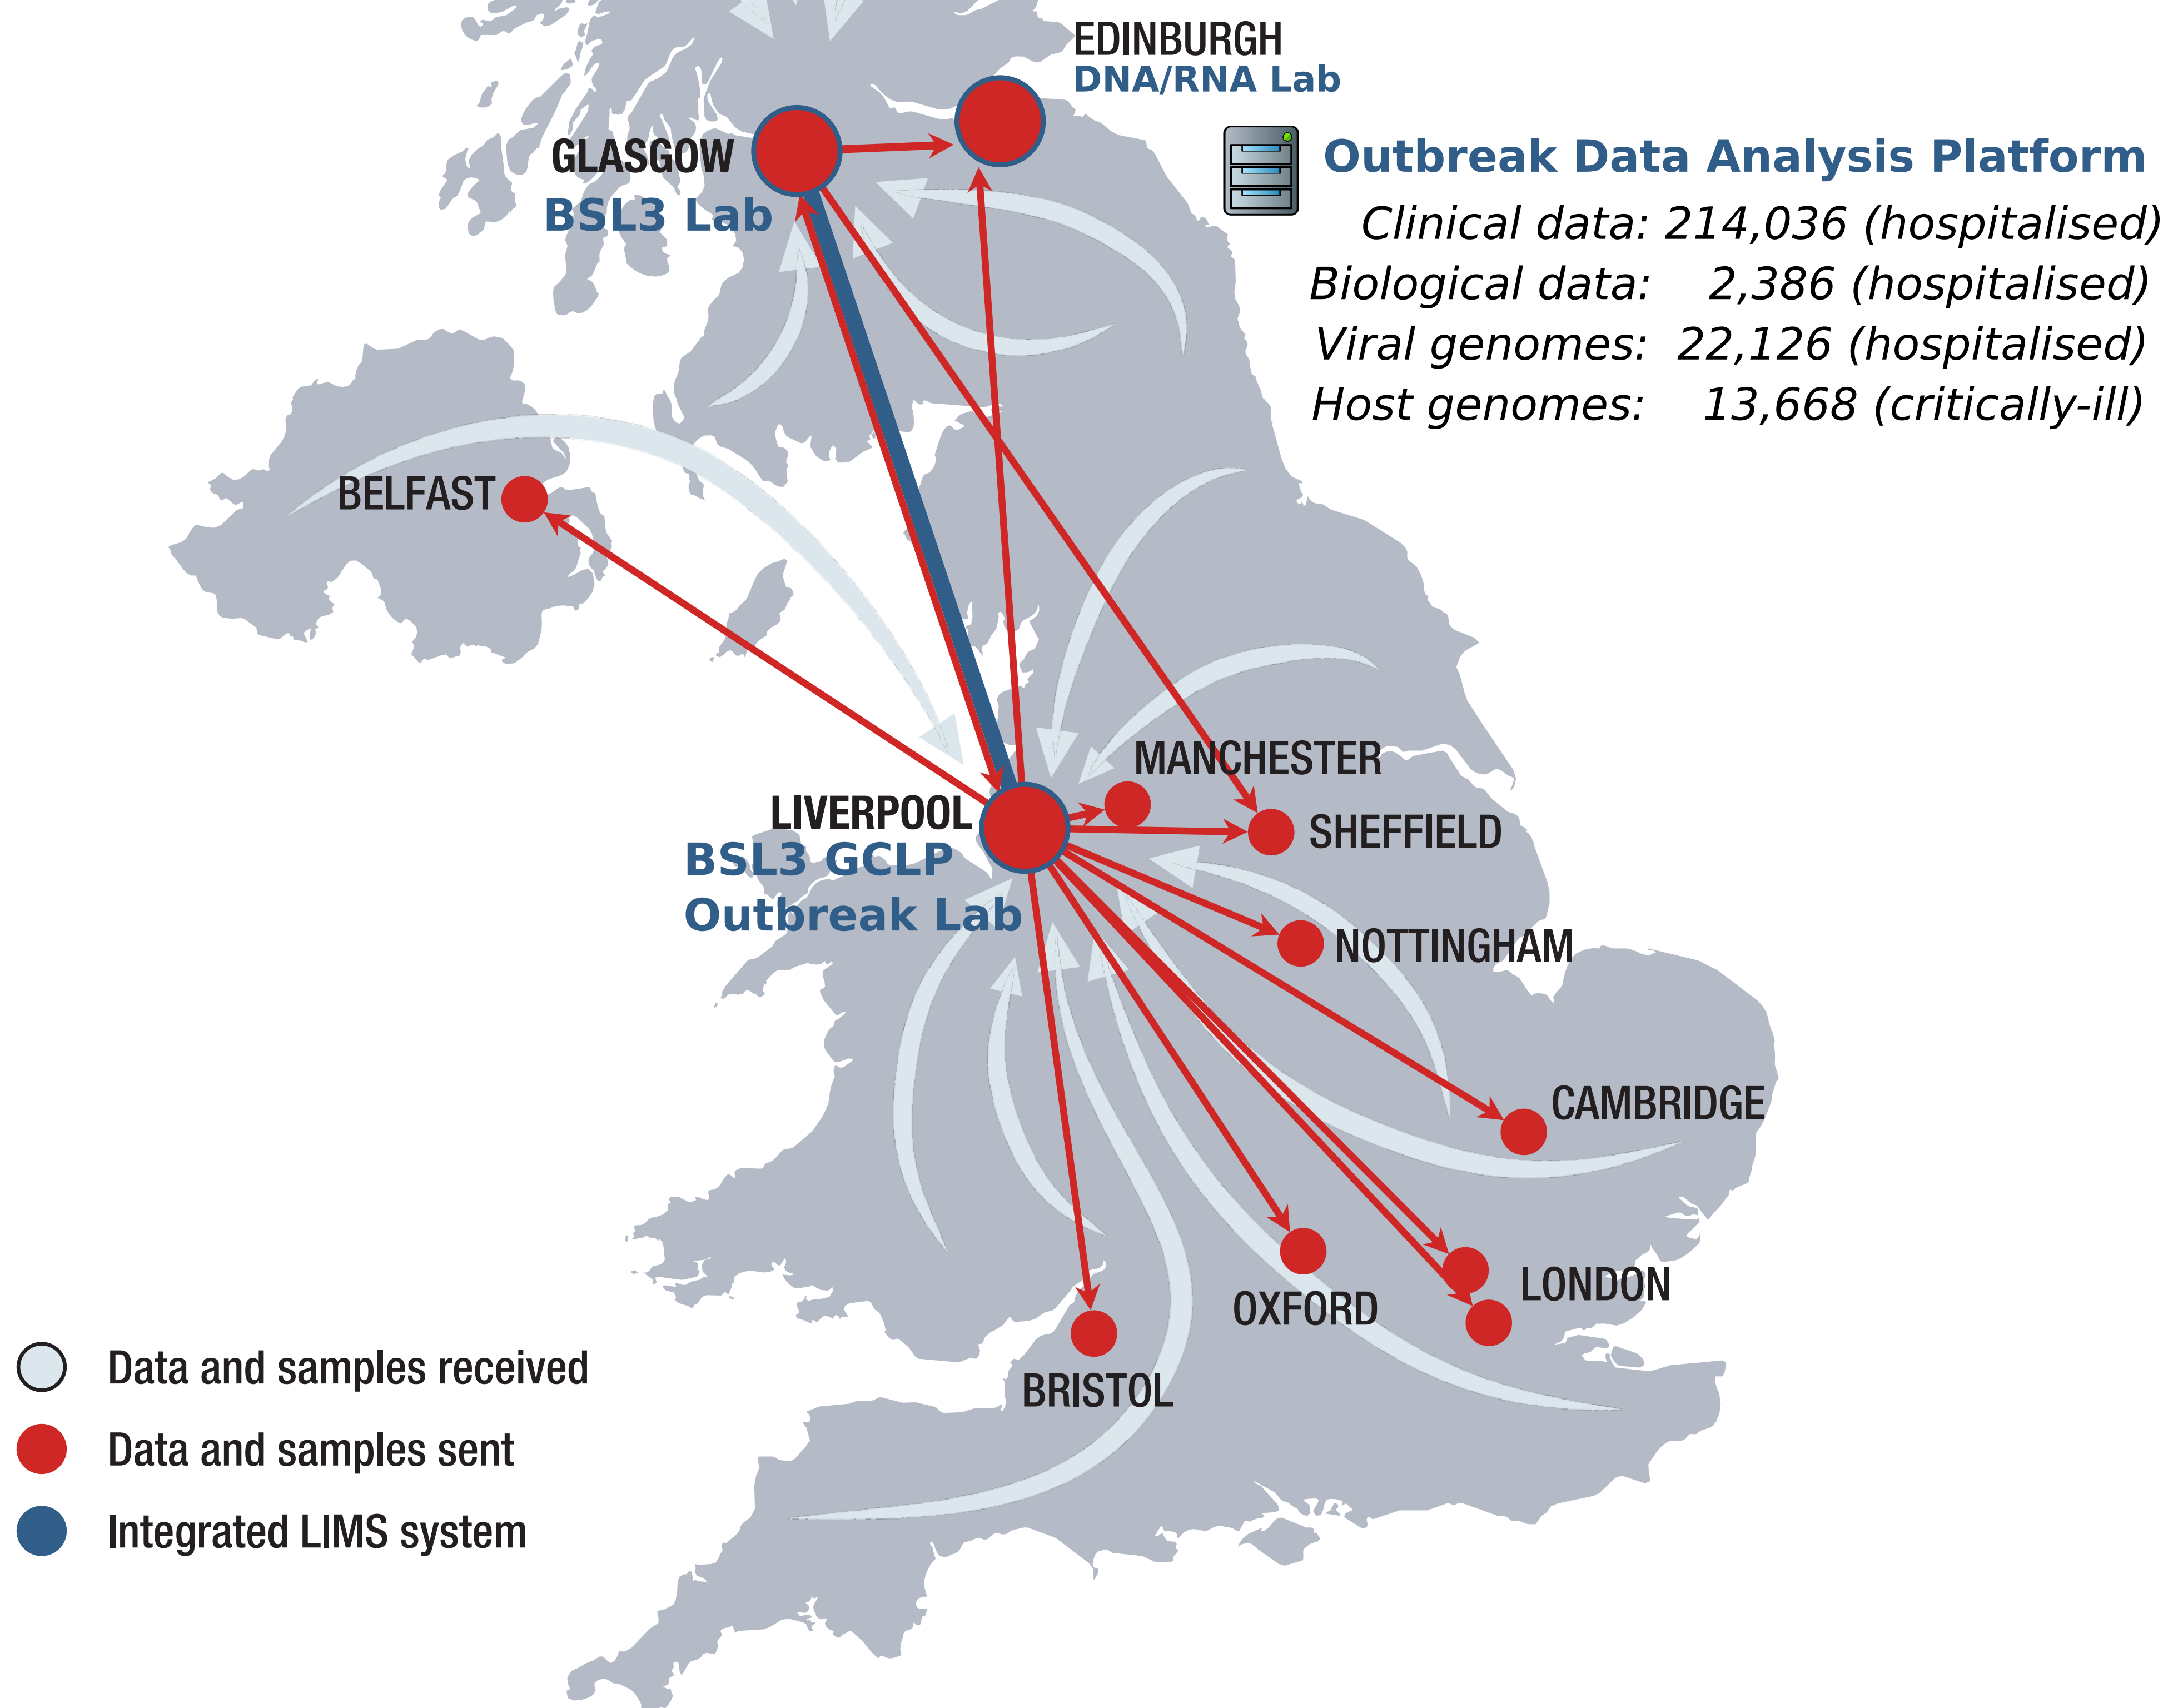 EDINBURGH
DNA/RNA Lab
GLASGOW
BSL3 Lab
Outbreak Data Analysis Platform
Clinical data: 214,036 (hospitalised)
Biological data: 2,386 (hospitalised)
Viral genomes: 22,126 (hospitalised)
Host genomes: 13,668 (critically-ill)
BELFAST
MANCHESTER
LIVERPOOL
BSL3 GCLP
Outbreak Lab
SHEFFIELD
NOTTINGHAM
CAMBRIDGE
LONDON
OXFORD
BRISTOL
Data and samples received
Data and samples sent
Integrated LIMS system